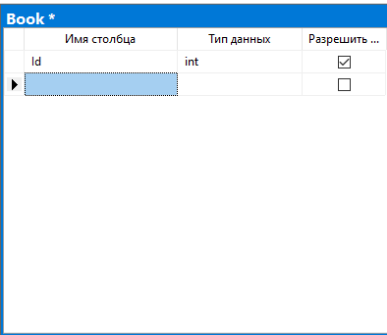 Book *
Имя столбца Тип данных Разрешить ...
Id int